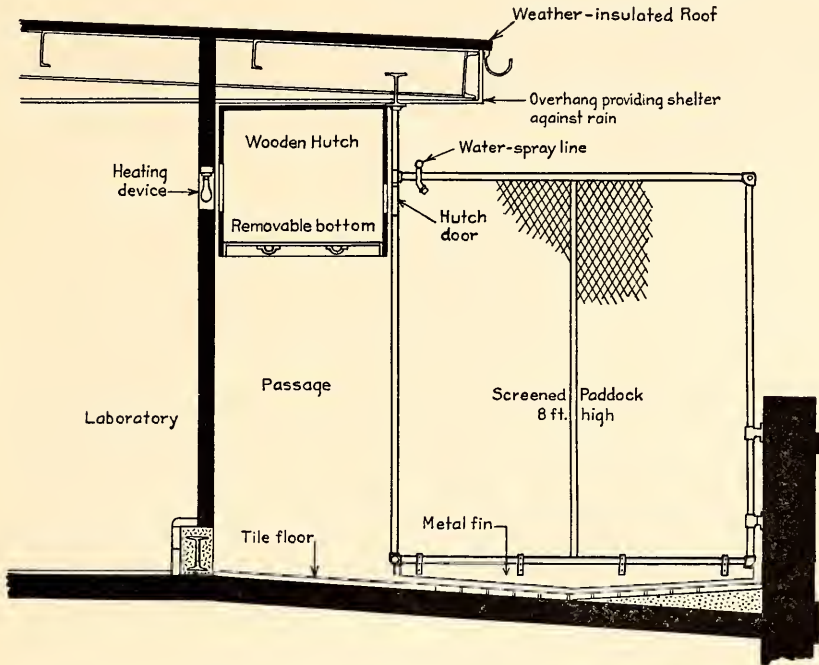 Weather-insulated Roof
Overhang providing shelter
against rain
Wooden Hutch
Water-spray line
Heating
device
Removable bottom
Hutch
door
Passage
Screened Paddock
8 ft. high
Laboratory
Metal fin
Tile floor